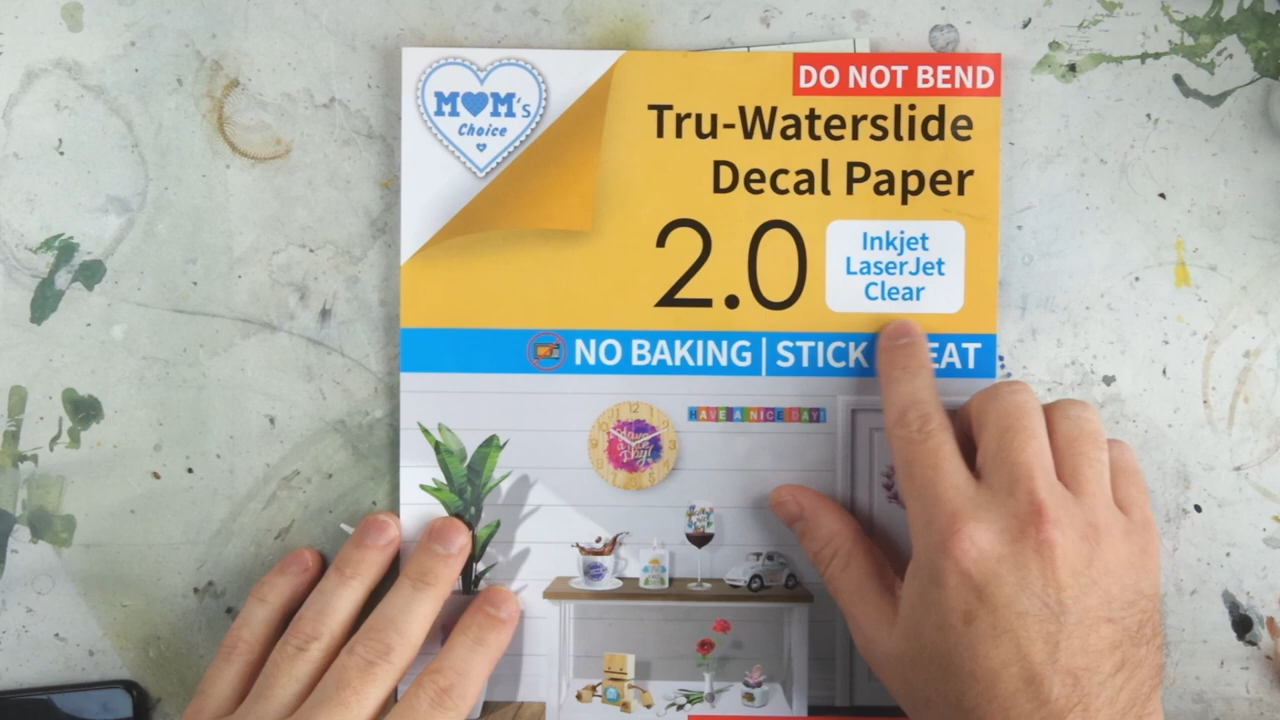 DO NOT BEND
MOM's
Choice
Tru-Waterslide
Decal Paper
2.0
Inkjet
LaserJet
Clear
NO BAKING | STICK
HAVE A NICE DAY!